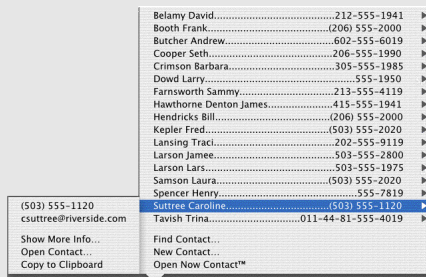 Belamy David................................212-555-1941
Booth Frank................................(206) 555-2000
Butcher Andrew............................602-555-6019
Cooper Seth................................206-555-1990
Crimson Barbara...........................305-555-1985
Dowd Larry......................................555-1950
Farnsworth Sammy........................213-555-4119
Hawthorne Denton James...............415-555-1941
Hendricks Bill.............................(206) 555-2000
Kepler Fred................................(503) 555-2020
Lansing Traci..............................202-555-9119
Larson Jamee..............................503-555-2800
Larson Lars................................503-555-1975
Samson Laura............................(503) 555-2020
Spencer Henry.................................555-7819
Suttree Caroline..........................(503) 555-1120
Tavish Trina........................011-44-81-555-4019
Find Contact...
New Contact...
Open Now Contact™
(503) 555-1120
csuttree@riverside.com
Show More Info...
Open Contact...
Copy to Clipboard